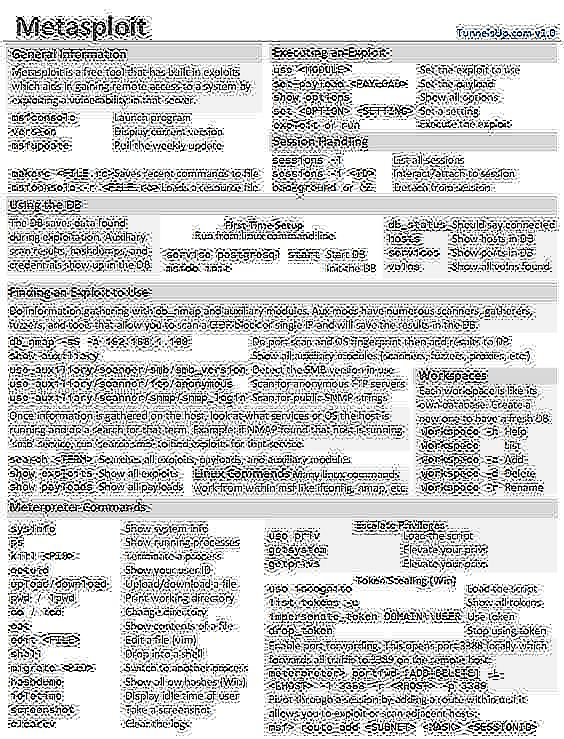 Metasploit
TunnelsUp.com v1.0
General Information
Metasploit is a free tool that has built in exploits
which aids in gaining remote access to a system by
exploiting a vulnerability in that server.
msfconsole Launch program
version Display current version
msfupdate Pull the weekly update
makerc <FILE.rc> Saves recent commands to file
msfconsole -r <FILE.rc> Loads a resource file
Executing an Exploit
use <MODULE> Set the exploit to use
set payload <PAYLOAD> Set the payload
show options Show all options
set <OPTION> <SETTING> Set a setting
exploit or run Execute the exploit
Session Handling
sessions -l List all sessions
sessions -i <ID> Interact/attach to session
background or ^Z Detach from session
Using the DB
The DB saves data found
during exploitation. Auxiliary
scan results, hashdumps, and
credentials show up in the DB.
First Time Setup
Run from linux command line.
service postgresql start Start DB
msfdb init Init the DB
db_status Should say connected
hosts Show hosts in DB
services Show ports in DB
vulns Show all vulns found
Finding an Exploit to Use
Do information gathering with db_nmap and auxiliary modules. Aux mods have numerous scanners, gatherers,
fuzzers, and tools that allow you to scan a CIDR block or single IP and will save the results in the DB.
db_nmap -sS -A 192.168.1.100 Do port scan and OS fingerprint then add results to DB
show auxiliary Show all auxiliary modules (scanners, fuzzers, proxies, etc)
use auxiliary/scanner/smb/smb_version Detect the SMB version in use
use auxiliary/scanner/ftp/anonymous Scan for anonymous FTP servers
use auxiliary/scanner/snmp/snmp_login Scan for public SNMP strings
Once information is gathered on the host, look at what services or OS the host is
running and do a search for that term. Example: if NMAP found that host is running
smb service, run 'search smb' to find exploits for that service.
search <TERM> Searches all exploits, payloads, and auxiliary modules
show exploits Show all exploits
show payloads Show all payloads
Linux Commands Many linux commands
work from within msf like ifconfig, nmap, etc.
Workspaces
Each workspace is like its
own database. Create a
new one to have a fresh DB.
workspace -h Help
workspace List
workspace -a Add
workspace -d Delete
workspace -r Rename
Meterpreter Commands
sysinfo Show system info
ps Show running processes
kill <PID> Terminate a process
getuid Show your user ID
upload/download Upload/download a file
pwd / lpwd Print working directory
cd / lcd Change directory
cat Show contents of a file
edit <FILE> Edit a file (vim)
shell Drop into a shell
migrate <PID> Switch to another process
hashdump Show all pw hashes (Win)
idletime Display idle time of user
screenshot Take a screenshot
clearev Clear the logs
Escalate Privileges
use priv Load the script
getsystem Elevate your privs
getprivs Elevate your privs
Token Stealing (Win)
use incognito Load the script
list_tokens -u Show all tokens
impersonate_token DOMAIN\\USER Use token
drop_token Stop using token
Enable port forwarding. This opens port 3388 locally which
forwards all traffic to 3389 on the remote host.
meterpreter> portfwd [ADD|DELETE] -L
<LHOST> -l 3388 -r <RHOST> -p 3389
Pivot through a session by adding a route within msf. It
allows you to exploit or scan adjacent hosts.
msf> route add <SUBNET> <MASK> <SESSIONID>